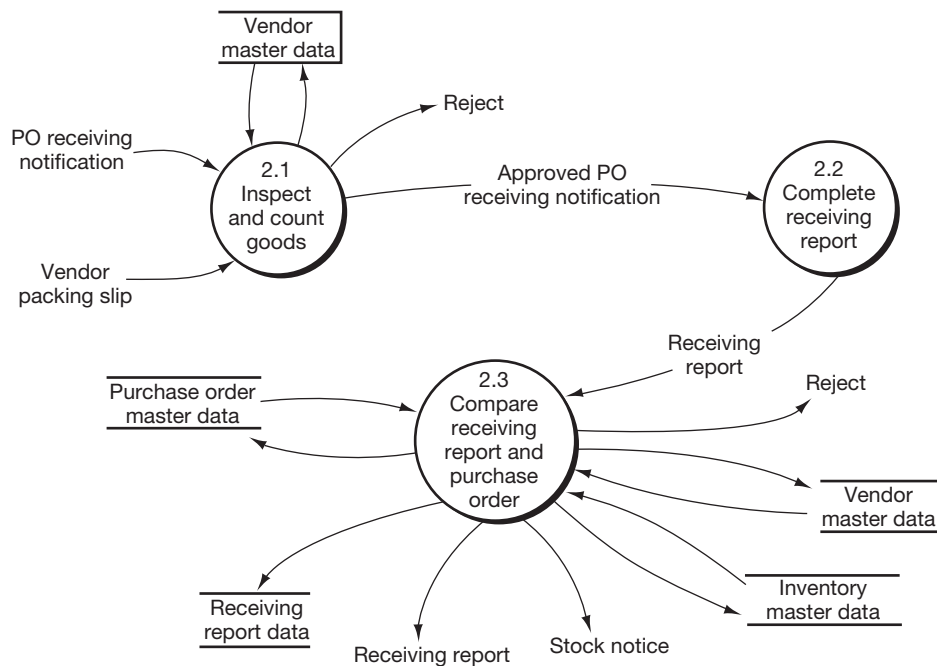 Vendor
master data
Reject
PO receiving
notification
2.1
Inspect
and count
goods
Approved PO
receiving notification
2.2
Complete
receiving
report
Vendor
packing slip
Receiving
report
Purchase order
master data
2.3
Compare
receiving
report and
purchase
order
Reject
Vendor
master data
Inventory
master data
Receiving
report data
Receiving report
Stock notice